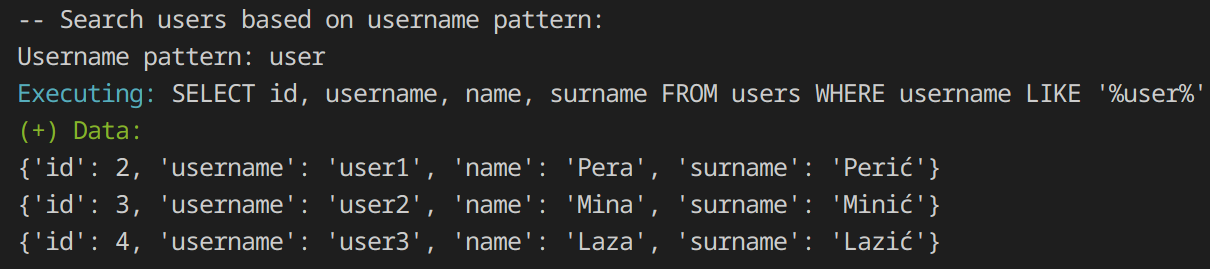 -- Search users based on username pattern:
Username pattern: user
Executing: SELECT id, username, name, surname FROM users WHERE username LIKE '%user%'
(+) Data:
{'id': 2, 'username': 'user1', 'name': 'Pera', 'surname': 'Perić'}
{'id': 3, 'username': 'user2', 'name': 'Mina', 'surname': 'Minić'}
{'id': 4, 'username': 'user3', 'name': 'Laza', 'surname': 'Lazić'}